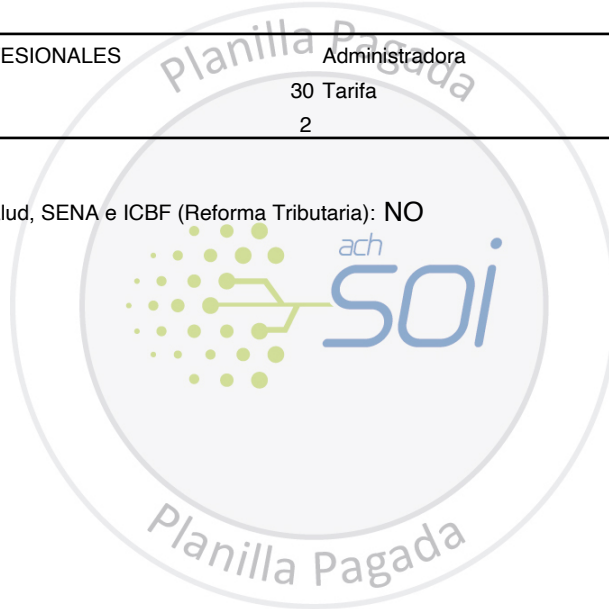 Planilla Pagada
ESIONALES Administradora
30 Tarifa
2
lud, SENA e ICBF (Reforma Tributaria): NO
ach
SOI
Planilla Pagada